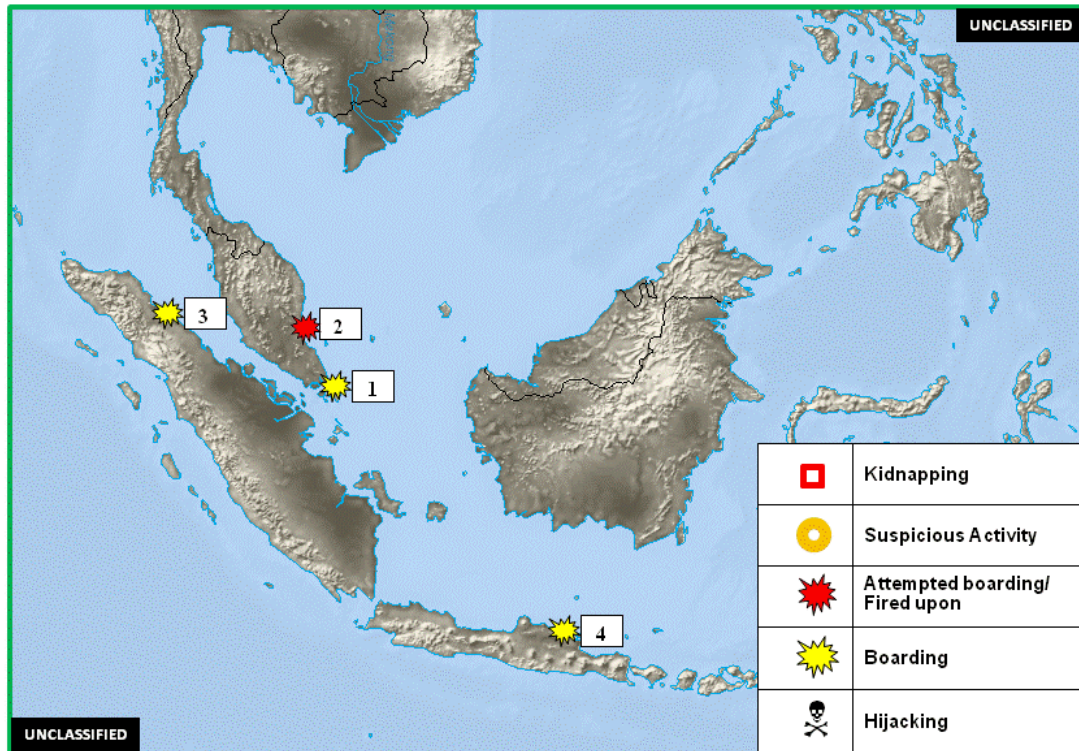 UNCLASSIFIED
3
2
1
4
Kidnapping
Suspicious Activity
Attempted boarding/
Fired upon
Boarding
Hijacking
UNCLASSIFIED